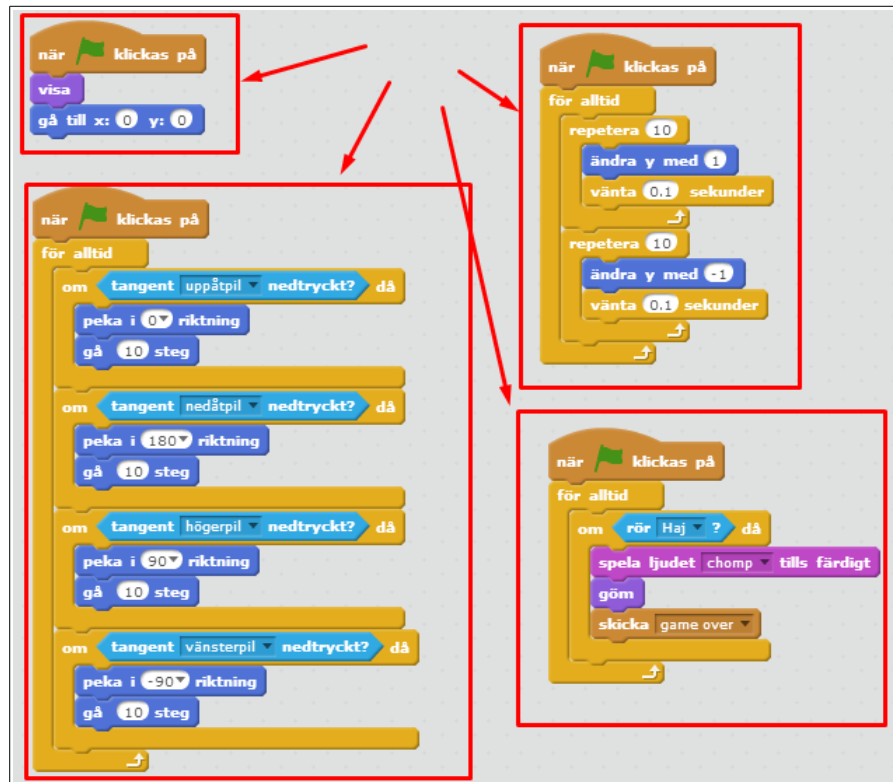 när klickas på
visa
gå till x: 0 y: 0
när klickas på
för alltid
om tangent uppåtpil nedtryckt? då
peka i 0 riktning
gå 10 steg
om tangent nedåtpil nedtryckt? då
peka i 180 riktning
gå 10 steg
om tangent högerpil nedtryckt? då
peka i 90 riktning
gå 10 steg
om tangent vänsterpil nedtryckt? då
peka i -90 riktning
gå 10 steg
när klickas på
för alltid
repetera 10
ändra y med 1
vänta 0.1 sekunder
repetera 10
ändra y med -1
vänta 0.1 sekunder
när klickas på
för alltid
om rör Haj ? då
spela ljudet chomp tills färdigt
göm
skicka game over